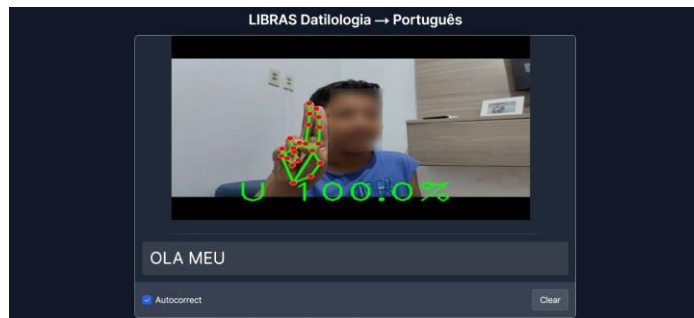 LIBRAS Datilologia → Português
U 100.0%
OLA MEU
Autocorrect
Clear